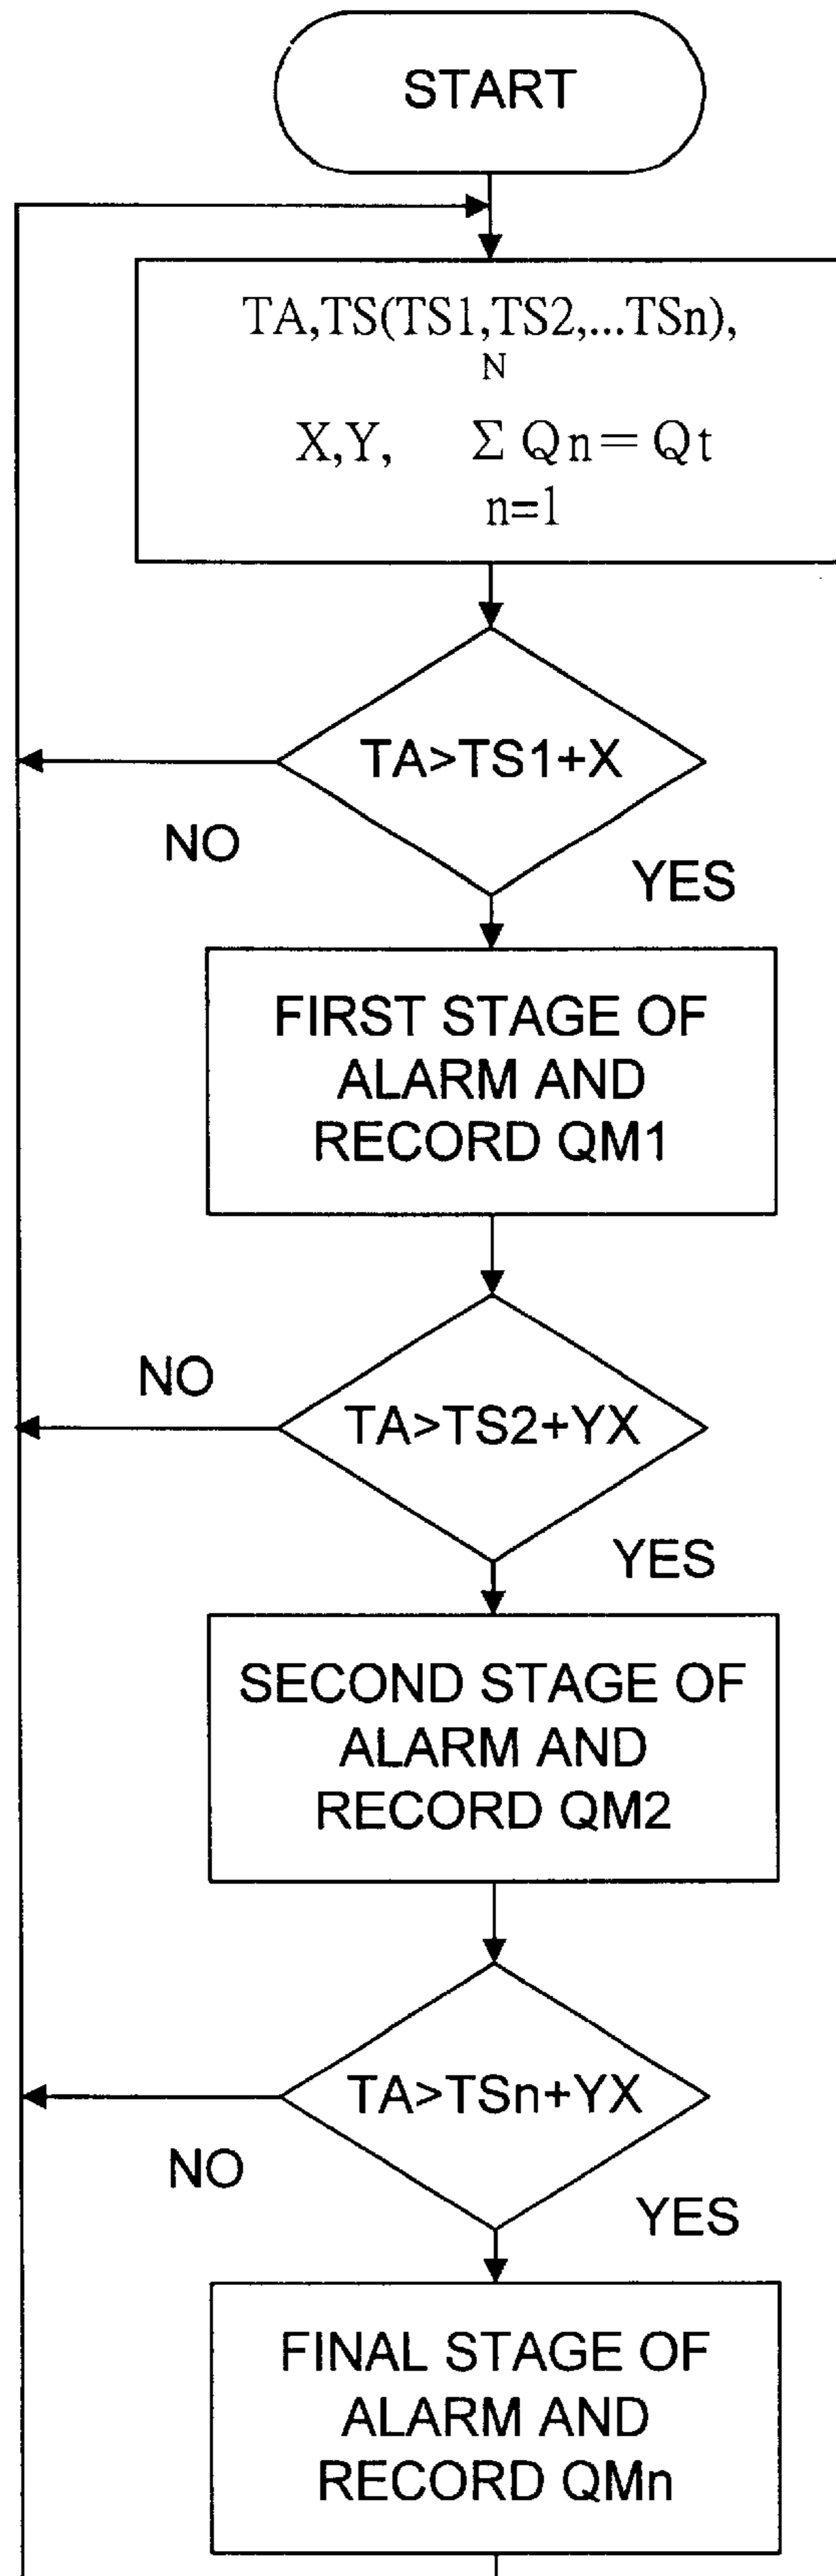 START
TA,TS(TS1,TS2,...TSn),
N
X,Y, Σ Qn = Qt
n=1
TA>TS1+X
NO
YES
FIRST STAGE OF
ALARM AND
RECORD QM1
NO
TA>TS2+YX
YES
SECOND STAGE OF
ALARM AND
RECORD QM2
TA>TSn+YX
NO
YES
FINAL STAGE OF
ALARM AND
RECORD QMn